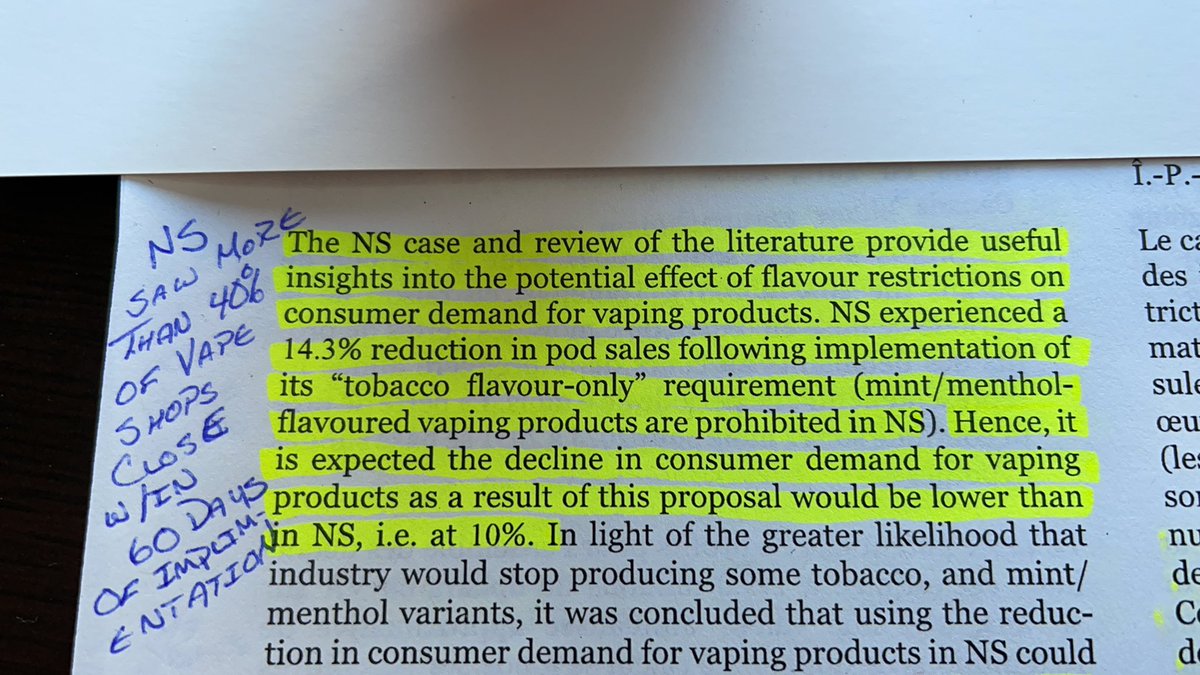 NS
SAW MORE
THAN 40%
OF VAPE
SHOPS
CLOSE
W/IN
60 DAYS
OF IMPLIM-
ENTATION
The NS case and review of the literature provide useful
insights into the potential effect of flavour restrictions on
consumer demand for vaping products. NS experienced a
14.3% reduction in pod sales following implementation of
its “tobacco flavour-only” requirement (mint/menthol-
flavoured vaping products are prohibited in NS). Hence, it
is expected the decline in consumer demand for vaping
products as a result of this proposal would be lower than
in NS, i.e. at 10%. In light of the greater likelihood that
industry would stop producing some tobacco, and mint/
menthol variants, it was concluded that using the reduc-
tion in consumer demand for vaping products in NS could
Î.-P.-
Le ca
des
trict
mat
sule
œu
(les
son
nu
de
Co
de